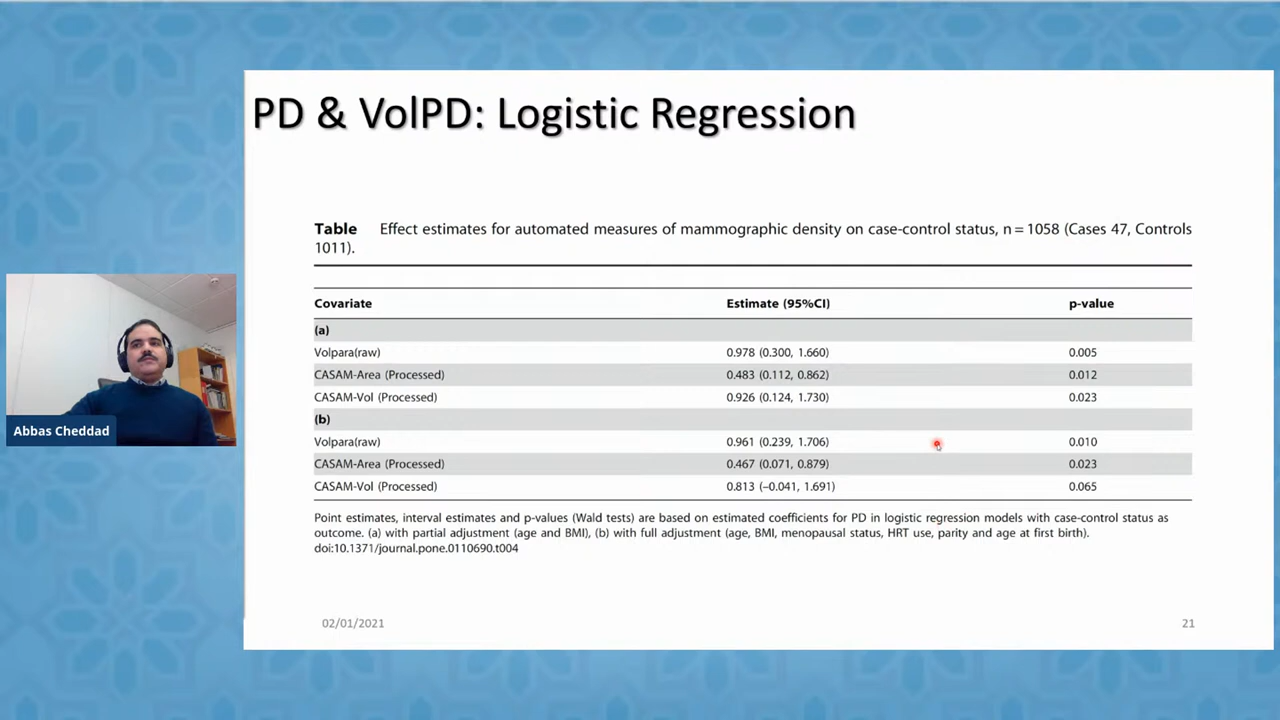 PD & VolPD: Logistic Regression
Table Effect estimates for automated measures of mammographic density on case-control status, n = 1058 (Cases 47, Controls
1011).
Covariate Estimate (95%CI) p-value
(a)
Volpara(raw) 0.978 (0.300, 1.660) 0.005
CASAM-Area (Processed) 0.483 (0.112, 0.862) 0.012
CASAM-Vol (Processed) 0.926 (0.124, 1.730) 0.023
(b)
Volpara(raw) 0.961 (0.239, 1.706) 0.010
CASAM-Area (Processed) 0.467 (0.071, 0.879) 0.023
CASAM-Vol (Processed) 0.813 (–0.041, 1.691) 0.065
Point estimates, interval estimates and p-values (Wald tests) are based on estimated coefficients for PD in logistic regression models with case-control status as
outcome. (a) with partial adjustment (age and BMI), (b) with full adjustment (age, BMI, menopausal status, HRT use, parity and age at first birth).
doi:10.1371/journal.pone.0110690.t004
02/01/2021 21
Abbas Cheddad